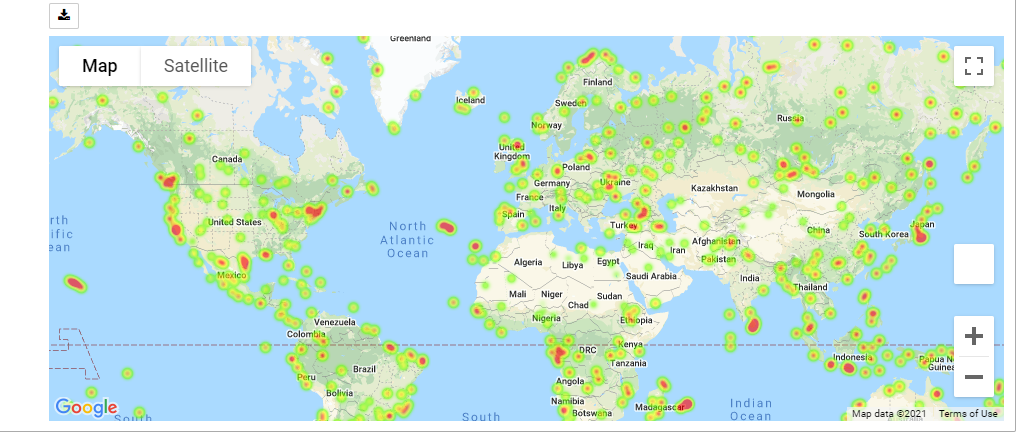 Greenland
Map
Satellite
Iceland
Finland
Sweden
Norway
Russia
United
Kingdom
Canada
Poland
Germany
Ukraine
Kazakhstan
Mongolia
France
Italy
Spain
United States
North
Atlantic
Ocean
rth
ific
ean
Turkey
China
Japan
South Korea
Iraq
Iran
Afghanistan
Pakistan
Algeria
Libya
Egypt
Saudi Arabia
India
Mexico
Mali
Niger
Chad
Sudan
Thailand
Nigeria
Ethiopia
Venezuela
Colombia
DRC
Kenya
Tanzania
Indonesia
Papua N
Guinea
Peru
Brazil
Angola
Bolivia
Namibia
Botswana
Madagascar
Indian
Ocean
South
South
Google
Map data ©2021
Terms of Use